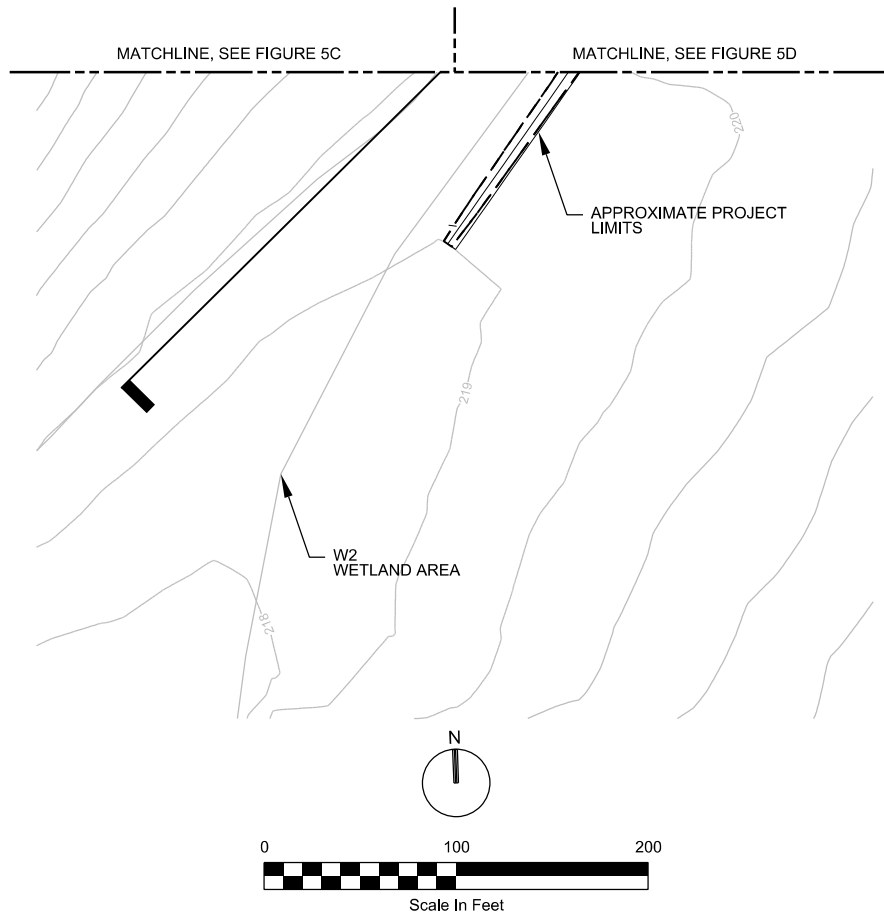 MATCHLINE, SEE FIGURE 5C
MATCHLINE, SEE FIGURE 5D
220
APPROXIMATE PROJECT
LIMITS
219
W2
WETLAND AREA
218
N
0 100 200
Scale In Feet